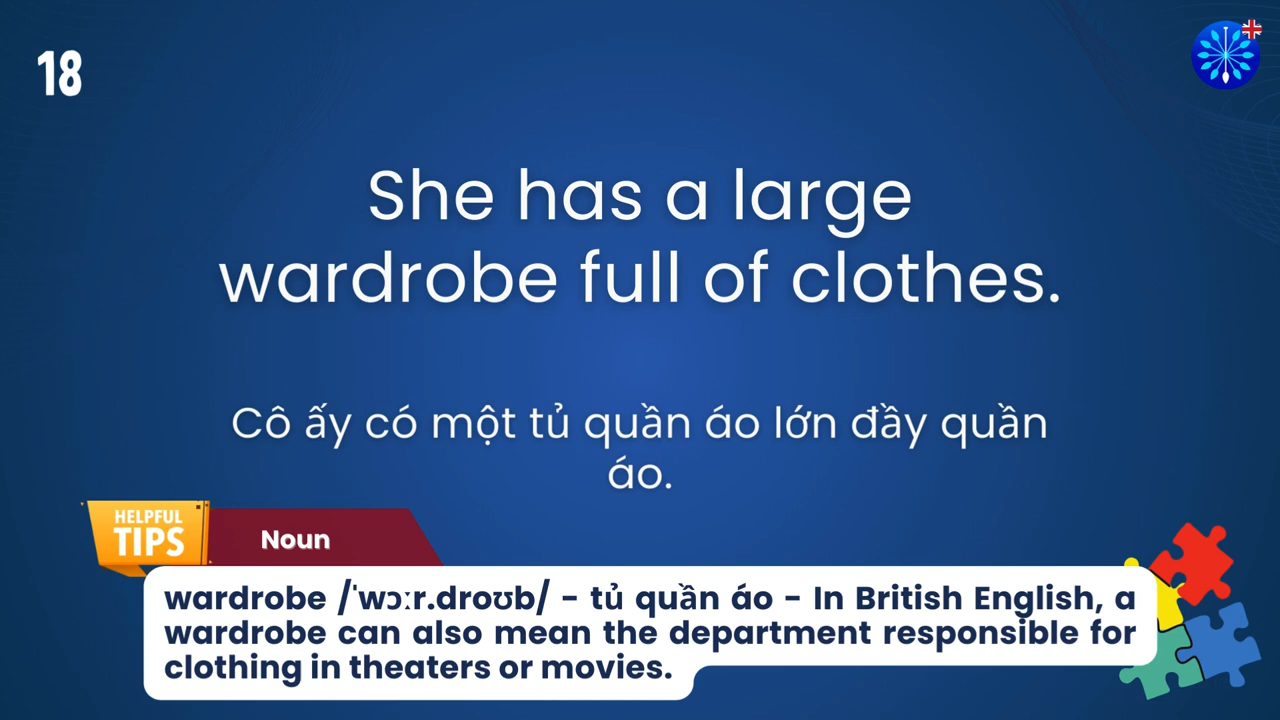 18
She has a large
wardrobe full of clothes.
Cô ấy có một tủ quần áo lớn đầy quần
áo.
HELPFUL
TIPS
Noun
wardrobe /ˈwɔːr.droʊb/ - tủ quần áo - In British English, a
wardrobe can also mean the department responsible for
clothing in theaters or movies.